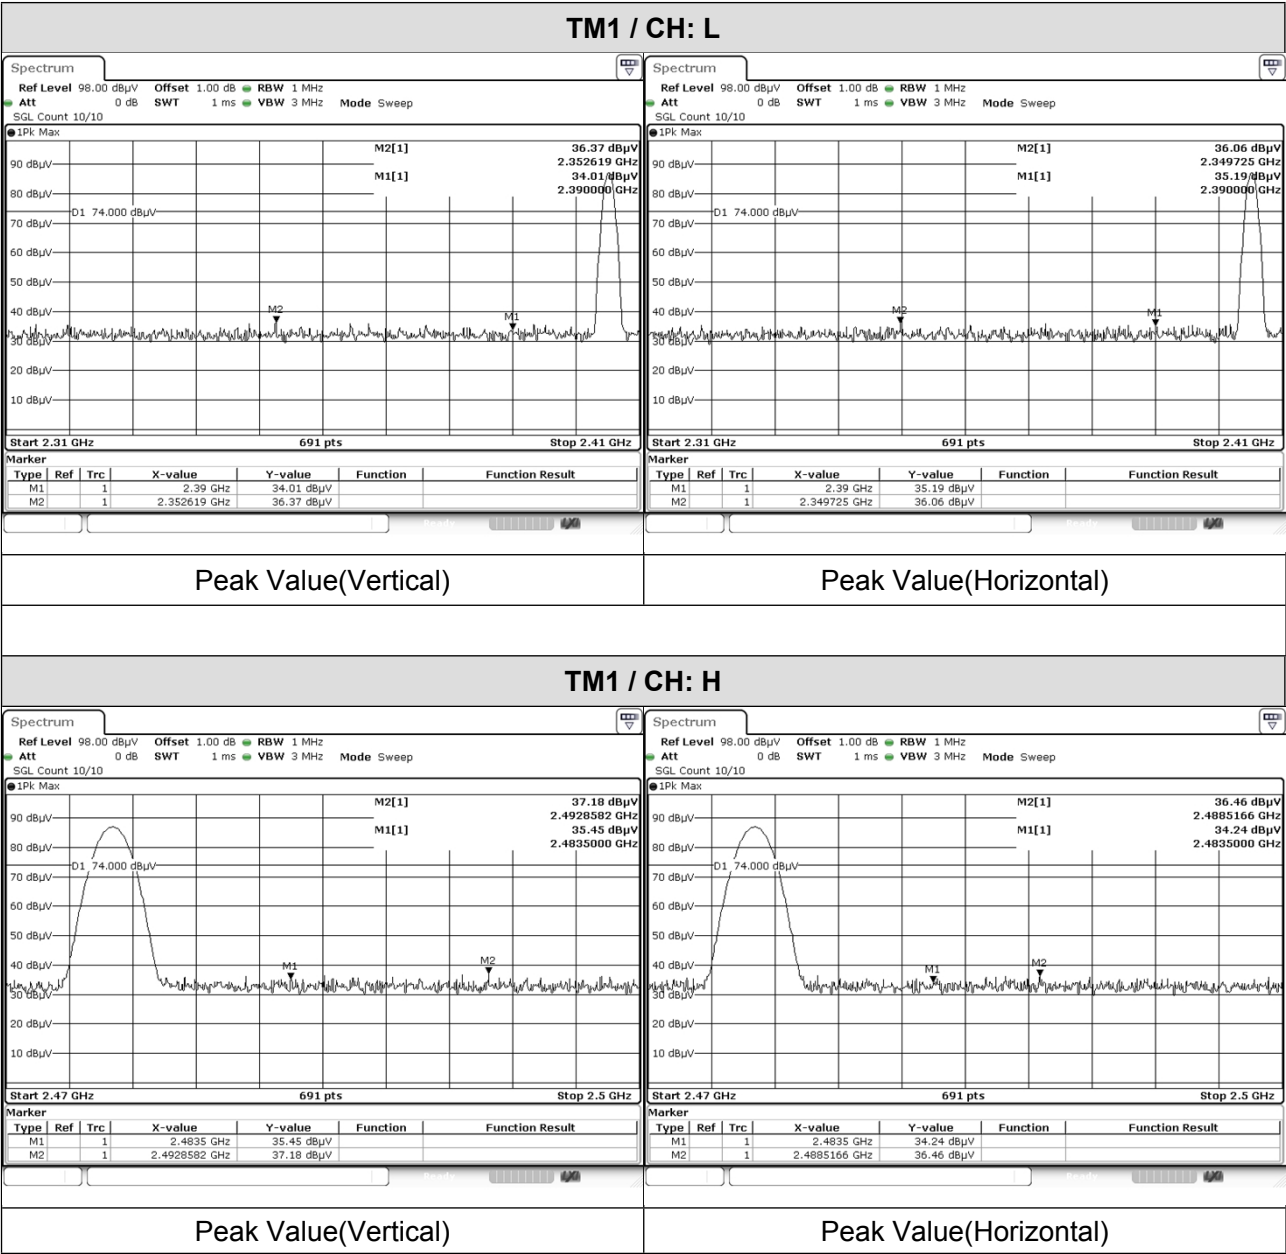 TM1 / CH: L
Spectrum
Ref Level 98.00 dBµV Offset 1.00 dB RBW 1 MHz
Att 0 dB SWT 1 ms VBW 3 MHz Mode Sweep
SGL Count 10/10
1Pk Max
M2[1] 36.37 dBµV
2.352619 GHz
M1[1] 34.01 dBµV
2.390000 GHz
90 dBµV
80 dBµV
D1 74.000 dBµV
70 dBµV
60 dBµV
50 dBµV
40 dBµV
M2
M1
30 dBµV
20 dBµV
10 dBµV
Start 2.31 GHz 691 pts Stop 2.41 GHz
Marker
Type Ref Trc X-value Y-value Function Function Result
M1 1 2.39 GHz 34.01 dBµV
M2 1 2.352619 GHz 36.37 dBµV
Ready
Peak Value(Vertical)
Spectrum
Ref Level 98.00 dBµV Offset 1.00 dB RBW 1 MHz
Att 0 dB SWT 1 ms VBW 3 MHz Mode Sweep
SGL Count 10/10
1Pk Max
M2[1] 36.06 dBµV
2.349725 GHz
M1[1] 35.19 dBµV
2.390000 GHz
90 dBµV
80 dBµV
D1 74.000 dBµV
70 dBµV
60 dBµV
50 dBµV
40 dBµV
M2
M1
30 dBµV
20 dBµV
10 dBµV
Start 2.31 GHz 691 pts Stop 2.41 GHz
Marker
Type Ref Trc X-value Y-value Function Function Result
M1 1 2.39 GHz 35.19 dBµV
M2 1 2.349725 GHz 36.06 dBµV
Ready
Peak Value(Horizontal)
TM1 / CH: H
Spectrum
Ref Level 98.00 dBµV Offset 1.00 dB RBW 1 MHz
Att 0 dB SWT 1 ms VBW 3 MHz Mode Sweep
SGL Count 10/10
1Pk Max
M2[1] 37.18 dBµV
2.4928582 GHz
M1[1] 35.45 dBµV
2.4835000 GHz
90 dBµV
80 dBµV
D1 74.000 dBµV
70 dBµV
60 dBµV
50 dBµV
40 dBµV
M1
M2
30 dBµV
20 dBµV
10 dBµV
Start 2.47 GHz 691 pts Stop 2.5 GHz
Marker
Type Ref Trc X-value Y-value Function Function Result
M1 1 2.4835 GHz 35.45 dBµV
M2 1 2.4928582 GHz 37.18 dBµV
Ready
Peak Value(Vertical)
Spectrum
Ref Level 98.00 dBµV Offset 1.00 dB RBW 1 MHz
Att 0 dB SWT 1 ms VBW 3 MHz Mode Sweep
SGL Count 10/10
1Pk Max
M2[1] 36.46 dBµV
2.4885166 GHz
M1[1] 34.24 dBµV
2.4835000 GHz
90 dBµV
80 dBµV
D1 74.000 dBµV
70 dBµV
60 dBµV
50 dBµV
40 dBµV
M1
M2
30 dBµV
20 dBµV
10 dBµV
Start 2.47 GHz 691 pts Stop 2.5 GHz
Marker
Type Ref Trc X-value Y-value Function Function Result
M1 1 2.4835 GHz 34.24 dBµV
M2 1 2.4885166 GHz 36.46 dBµV
Ready
Peak Value(Horizontal)